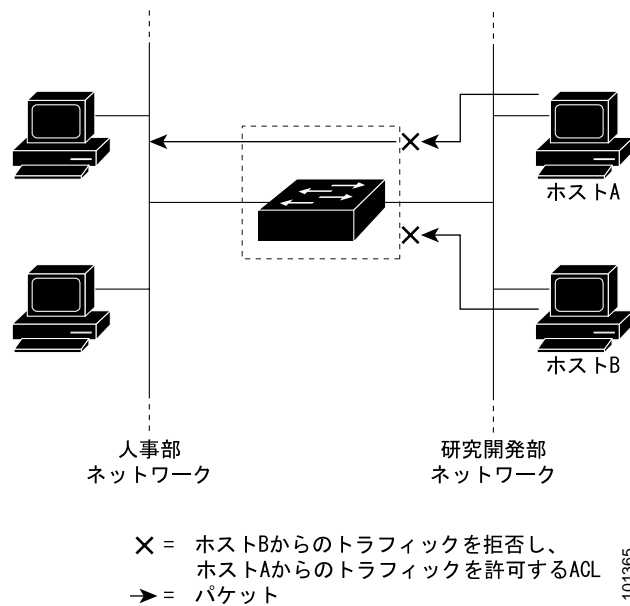 ホストA
ホストB
人事部
ネットワーク
研究開発部
ネットワーク
✕ = ホストBからのトラフィックを拒否し、
ホストAからのトラフィックを許可するACL
➔ = パケット
101365